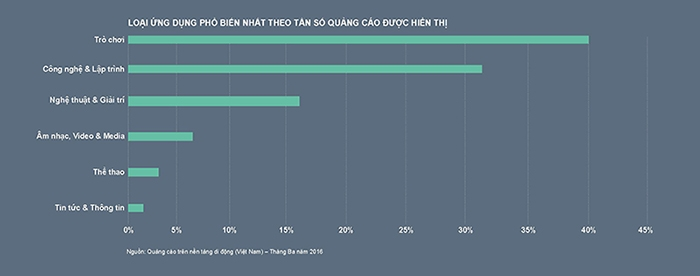 LOẠI ỨNG DỤNG PHỔ BIẾN NHẤT THEO TẦN SỐ QUẢNG CÁO ĐƯỢC HIỂN THỊ
Trò chơi
Công nghệ & Lập trình
Nghệ thuật & Giải trí
Âm nhạc, Video & Media
Thể thao
Tin tức & Thông tin
0% 5% 10% 15% 20% 25% 30% 35% 40% 45%
Nguồn: Quảng cáo trên nền tảng di động (Việt Nam) – Tháng Ba năm 2016